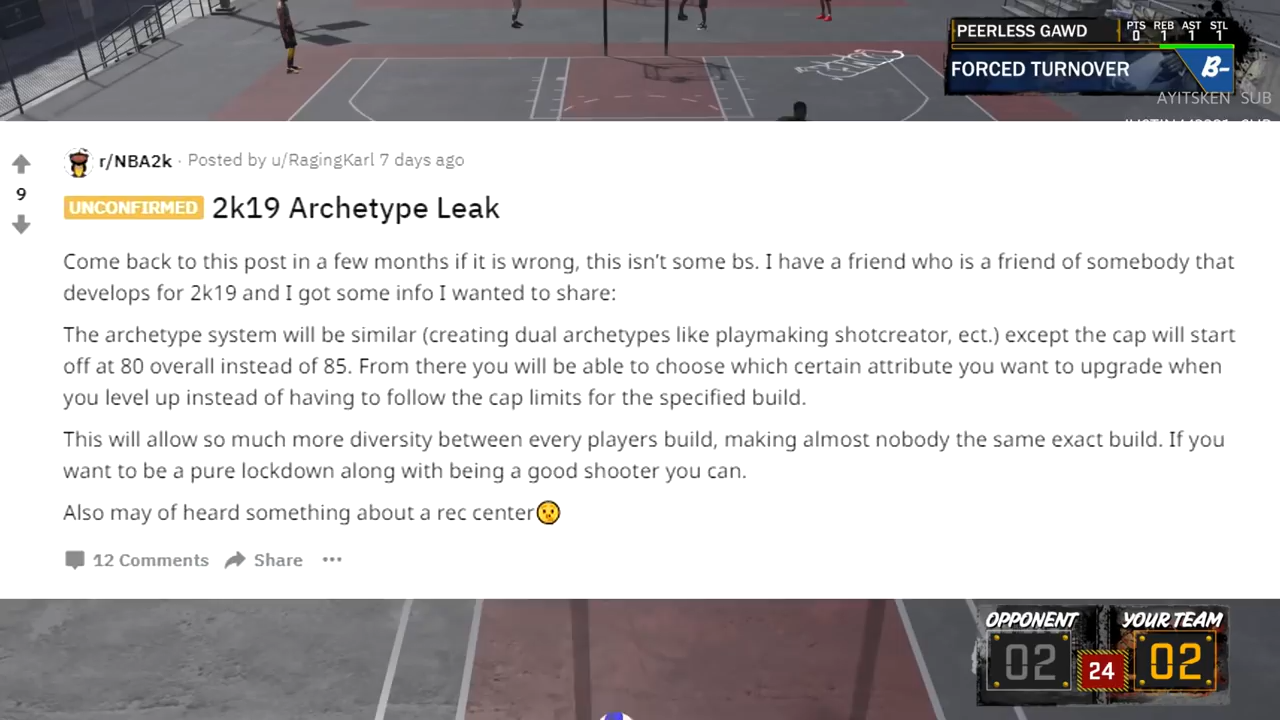 PEERLESS GAWD
PTS REB AST STL
0 1 1 1
FORCED TURNOVER
B-
AYITSKEN SUB
r/NBA2k · Posted by u/RagingKarl 7 days ago
9
UNCONFIRMED 2k19 Archetype Leak
Come back to this post in a few months if it is wrong, this isn't some bs. I have a friend who is a friend of somebody that
develops for 2k19 and I got some info I wanted to share:
The archetype system will be similar (creating dual archetypes like playmaking shotcreator, ect.) except the cap will start
off at 80 overall instead of 85. From there you will be able to choose which certain attribute you want to upgrade when
you level up instead of having to follow the cap limits for the specified build.
This will allow so much more diversity between every players build, making almost nobody the same exact build. If you
want to be a pure lockdown along with being a good shooter you can.
Also may of heard something about a rec center🤫
12 Comments Share ···
OPPONENT YOUR TEAM
02 24 02